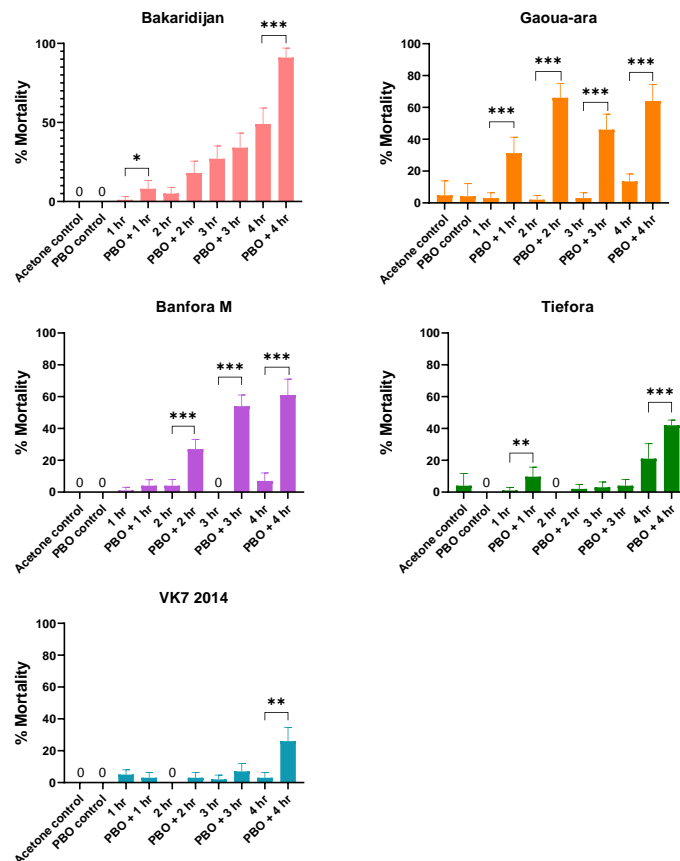 Bakaridijan
% Mortality
100
50
0
0 0
*
***
Acetone control
PBO control
1 hr
PBO + 1 hr
2 hr
PBO + 2 hr
3 hr
PBO + 3 hr
4 hr
PBO + 4 hr
Gaoua-ara
% Mortality
100
80
60
40
20
0
***
***
***
***
Acetone control
PBO control
1 hr
PBO + 1 hr
2 hr
PBO + 2 hr
3 hr
PBO + 3 hr
4 hr
PBO + 4 hr
Banfora M
% Mortality
100
80
60
40
20
0
0 0 0
***
***
***
Acetone control
PBO control
1 hr
PBO + 1 hr
2 hr
PBO + 2 hr
3 hr
PBO + 3 hr
4 hr
PBO + 4 hr
Tiefora
% Mortality
100
80
60
40
20
0
0 0
**
***
Acetone control
PBO control
1 hr
PBO + 1 hr
2 hr
PBO + 2 hr
3 hr
PBO + 3 hr
4 hr
PBO + 4 hr
VK7 2014
% Mortality
100
80
60
40
20
0
0 0 0
**
Acetone control
PBO control
1 hr
PBO + 1 hr
2 hr
PBO + 2 hr
3 hr
PBO + 3 hr
4 hr
PBO + 4 hr